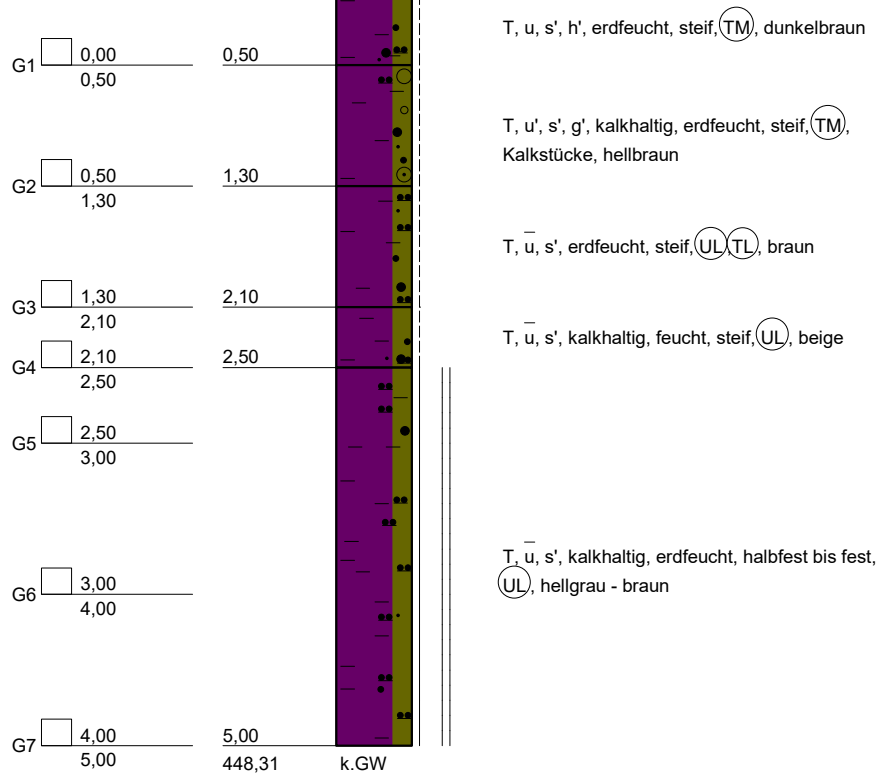 T, u, s', h', erdfeucht, steif, TM, dunkelbraun
G1 0,00 0,50
0,50
T, u', s', g', kalkhaltig, erdfeucht, steif, TM,
Kalkstücke, hellbraun
G2 0,50 1,30
1,30
T, ū, s', erdfeucht, steif, UL, TL, braun
G3 1,30 2,10
2,10
T, ū, s', kalkhaltig, feucht, steif, UL, beige
G4 2,10 2,50
2,50
G5 2,50
3,00
T, ū, s', kalkhaltig, erdfeucht, halbfest bis fest,
UL, hellgrau - braun
G6 3,00
4,00
G7 4,00 5,00
5,00 448,31 k.GW